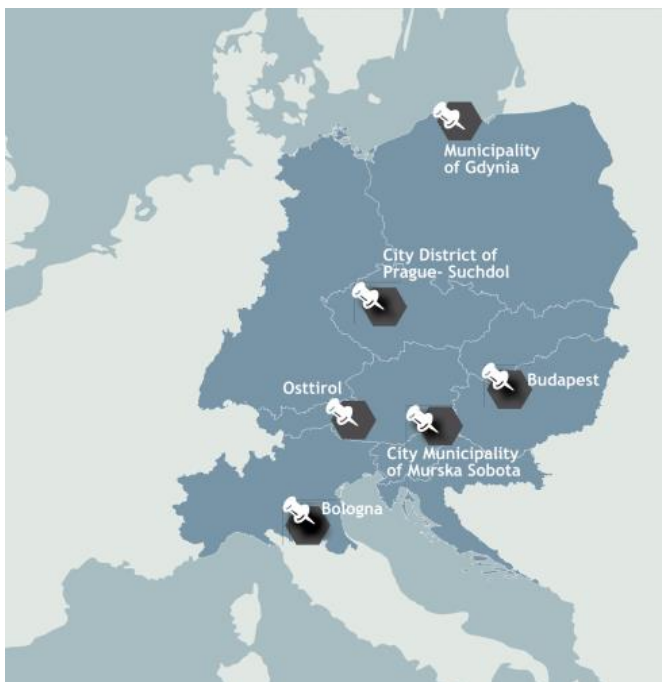 Municipality
of Gdynia
City District of
Prague- Suchdol
Osttirol
Budapest
City Municipality
of Murska Sobota
Bologna